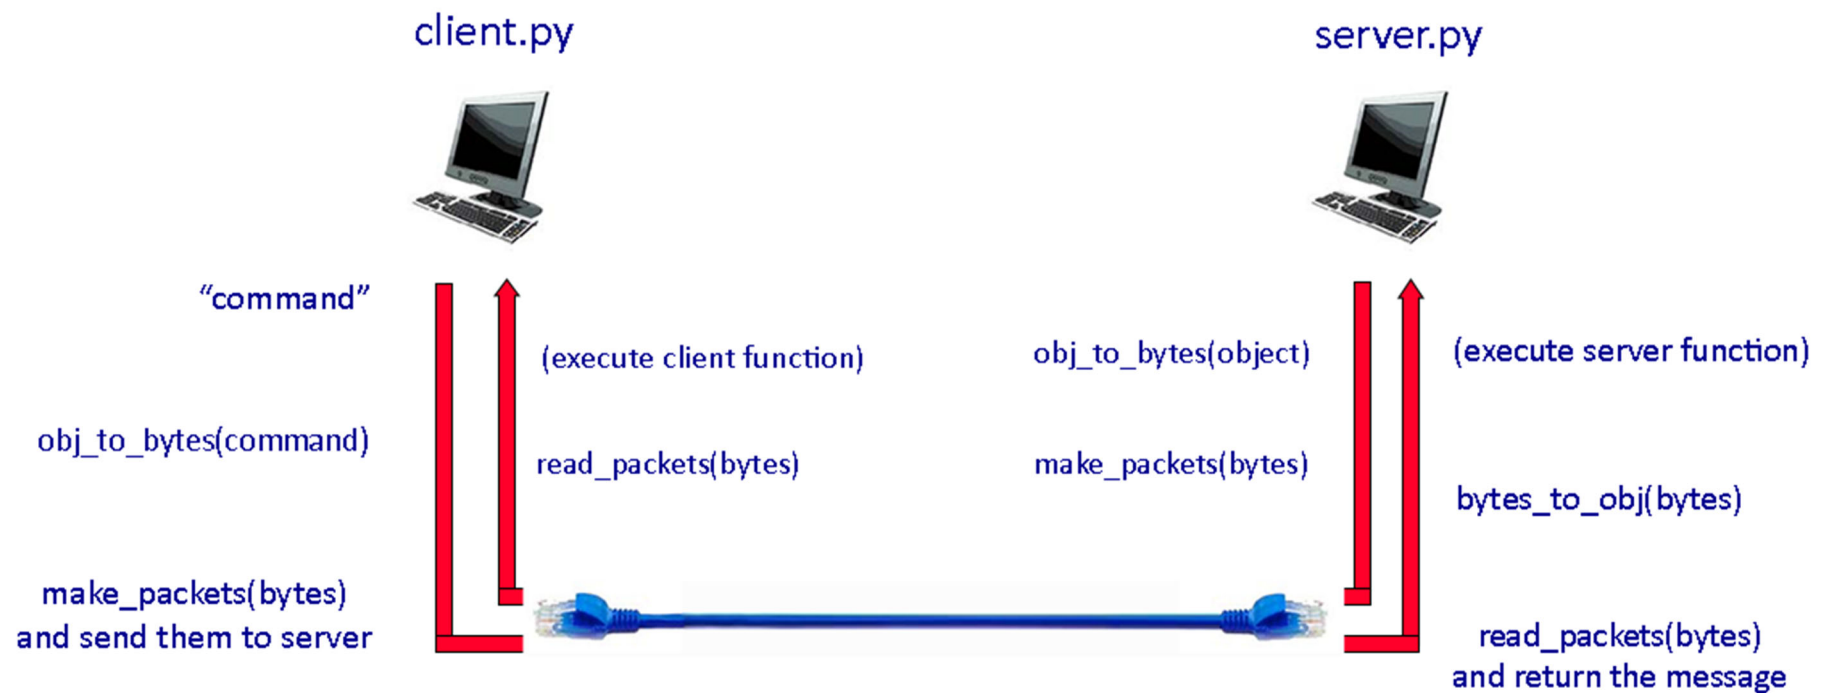 client.py
server.py
“command”
(execute client function)
obj_to_bytes(command)
read_packets(bytes)
make_packets(bytes)
and send them to server
obj_to_bytes(object)
(execute server function)
make_packets(bytes)
bytes_to_obj(bytes)
read_packets(bytes)
and return the message